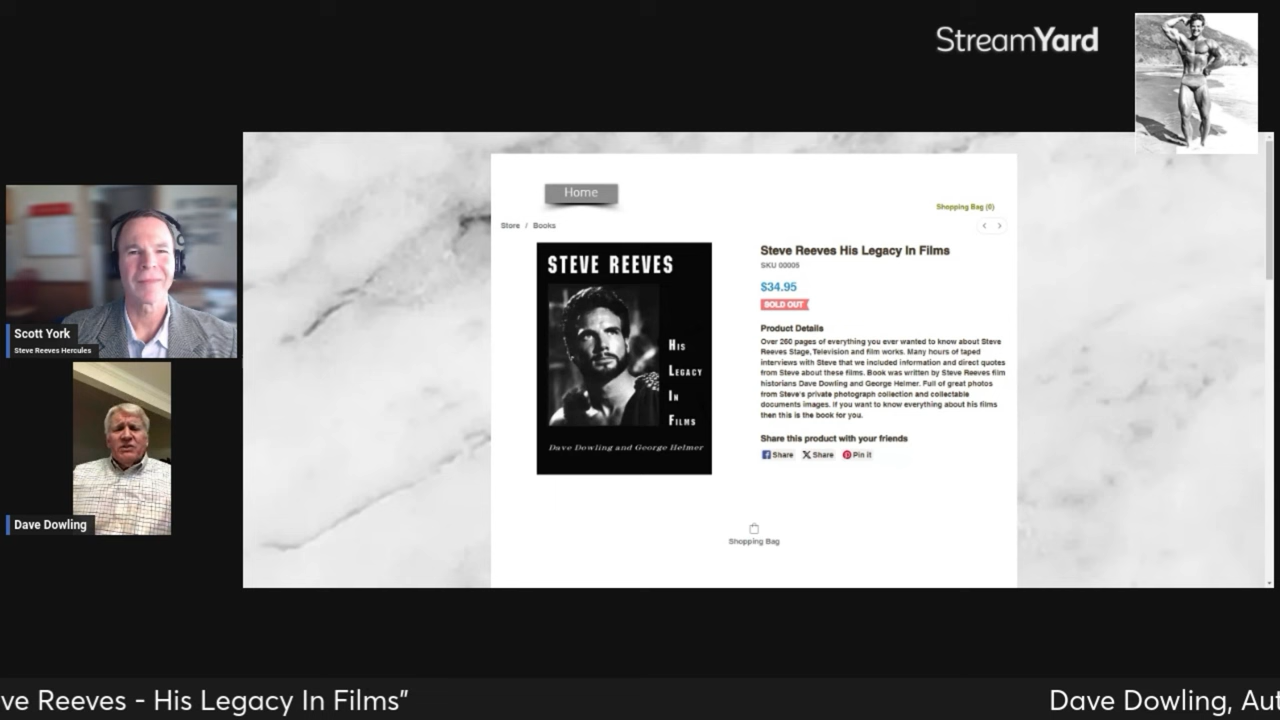 StreamYard
Home
Shopping Bag (0)
Store / Books
STEVE REEVES
HIS
LEGACY
IN
FILMS
Dave Dowling and George Helmer
Steve Reeves His Legacy In Films
SKU 00005
$34.95
SOLD OUT
Product Details
Over 260 pages of everything you ever wanted to know about Steve
Reeves Stage, Television and film works. Many hours of taped
interviews with Steve that we included information and direct quotes
from Steve about these films. Book was written by Steve Reeves film
historians Dave Dowling and George Helmer. Full of great photos
from Steve's private photograph collection and collectable
documents images. If you want to know everything about his films
then this is the book for you.
Share this product with your friends
Share Share Pin it
Shopping Bag
Scott York
Steve Reeves Hercules
Dave Dowling
ve Reeves - His Legacy In Films" Dave Dowling, Aut